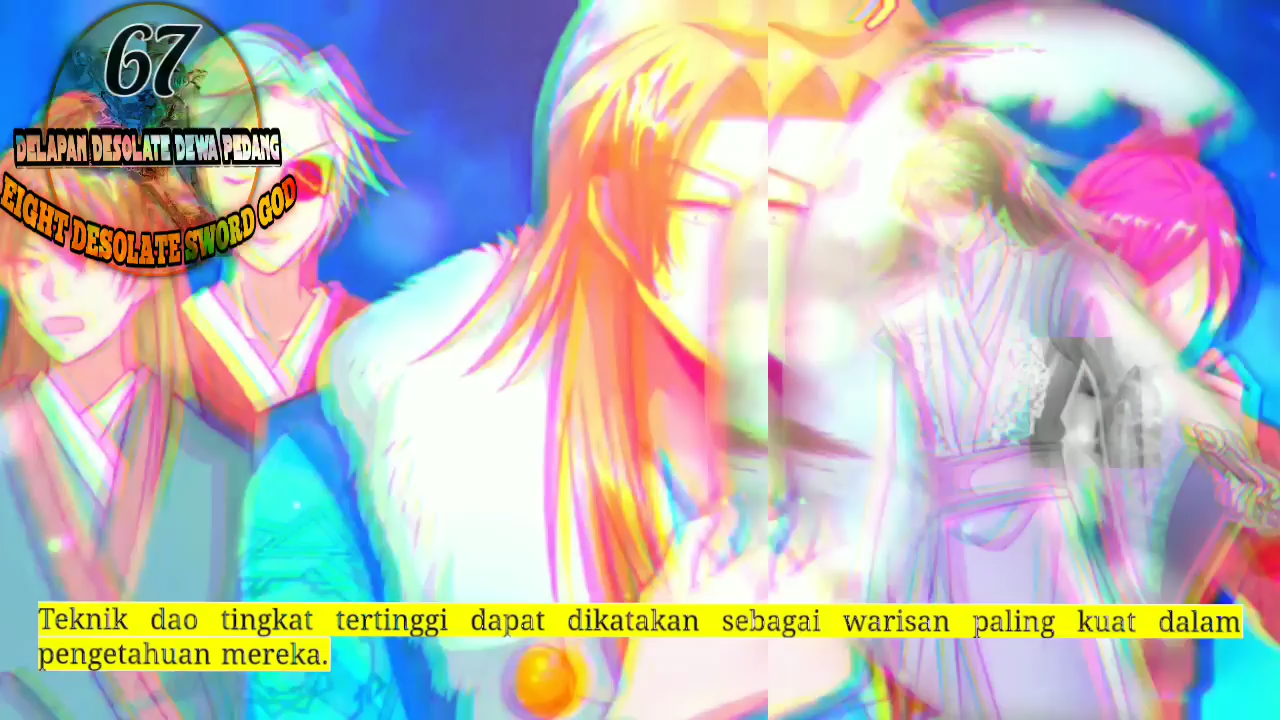 67
DELAPAN DESOLATE DEWA PEDANG
EIGHT DESOLATE SWORD GOD
Teknik dao tingkat tertinggi dapat dikatakan sebagai warisan paling kuat dalam
pengetahuan mereka.